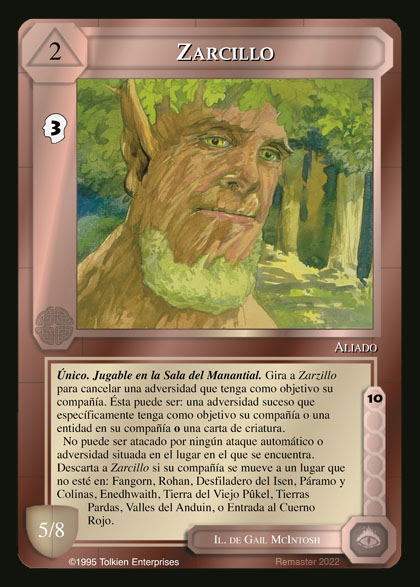 2
ZARCILLO
3
ALIADO
Único. Jugable en la Sala del Manantial. Gira a Zarzillo
para cancelar una adversidad que tenga como objetivo su
compañía. Ésta puede ser: una adversidad suceso que
específicamente tenga como objetivo su compañía o una
entidad en su compañía o una carta de criatura.
No puede ser atacado por ningún ataque automático o
adversidad situada en el lugar en el que se encuentra.
Descarta a Zarcillo si su compañía se mueve a un lugar que
no esté en: Fangorn, Rohan, Desfiladero del Isen, Páramo y
Colinas, Enedhwaith, Tierra del Viejo Pûkel, Tierras
Pardas, Valles del Anduin, o Entrada al Cuerno
Rojo.
10
5/8
IL. DE GAIL MCINTOSH
©1995 Tolkien Enterprises
Remaster 2022